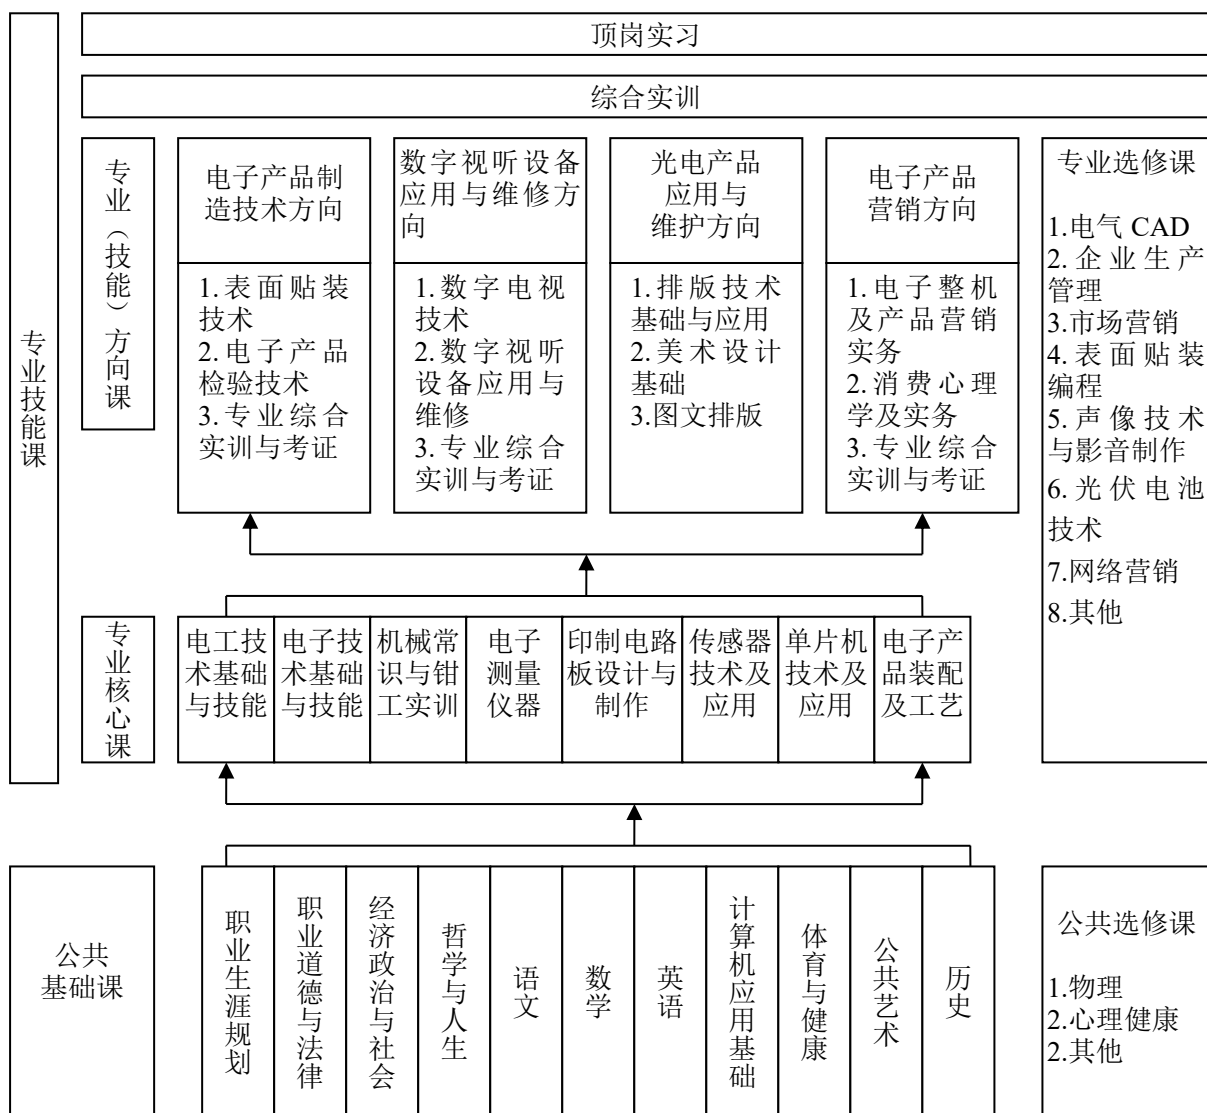 顶岗实习
综合实训
专业技能课
专业（技能）方向课
电子产品制
造技术方向
1.表面贴装
技术
2.电子产品
检验技术
3.专业综合
实训与考证
数字视听设备
应用与维修方
向
1.数字电视
技术
2.数字视听
设备应用与
维修
3.专业综合
实训与考证
光电产品
应用与
维护方向
1.排版技术
基础与应用
2.美术设计
基础
3.图文排版
电子产品
营销方向
1.电子整机
及产品营销
实务
2.消费心理
学及实务
3.专业综合
实训与考证
专业选修课
1.电气 CAD
2.企业生产
管理
3.市场营销
4.表面贴装
编程
5.声像技术
与影音制作
6.光伏电池
技术
7.网络营销
8.其他
专业核心课
电工技
术基础
与技能
电子技
术基础
与技能
机械常
识与钳
工实训
电子
测量
仪器
印制电路
板设计与
制作
传感器
技术及
应用
单片机
技术及
应用
电子产
品装配
及工艺
公共
基础课
职业生涯规划
职业道德与法律
经济政治与社会
哲学与人生
语文
数学
英语
计算机应用基础
体育与健康
公共艺术
历史
公共选修课
1.物理
2.心理健康
2.其他